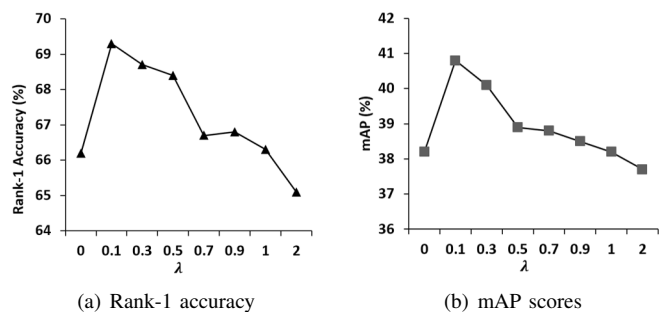 Rank-1 Accuracy (%)
70
69
68
67
66
65
64
0 0.1 0.3 0.5 0.7 0.9 1 2
λ
(a) Rank-1 accuracy
mAP (%)
42
41
40
39
38
37
36
0 0.1 0.3 0.5 0.7 0.9 1 2
λ
(b) mAP scores